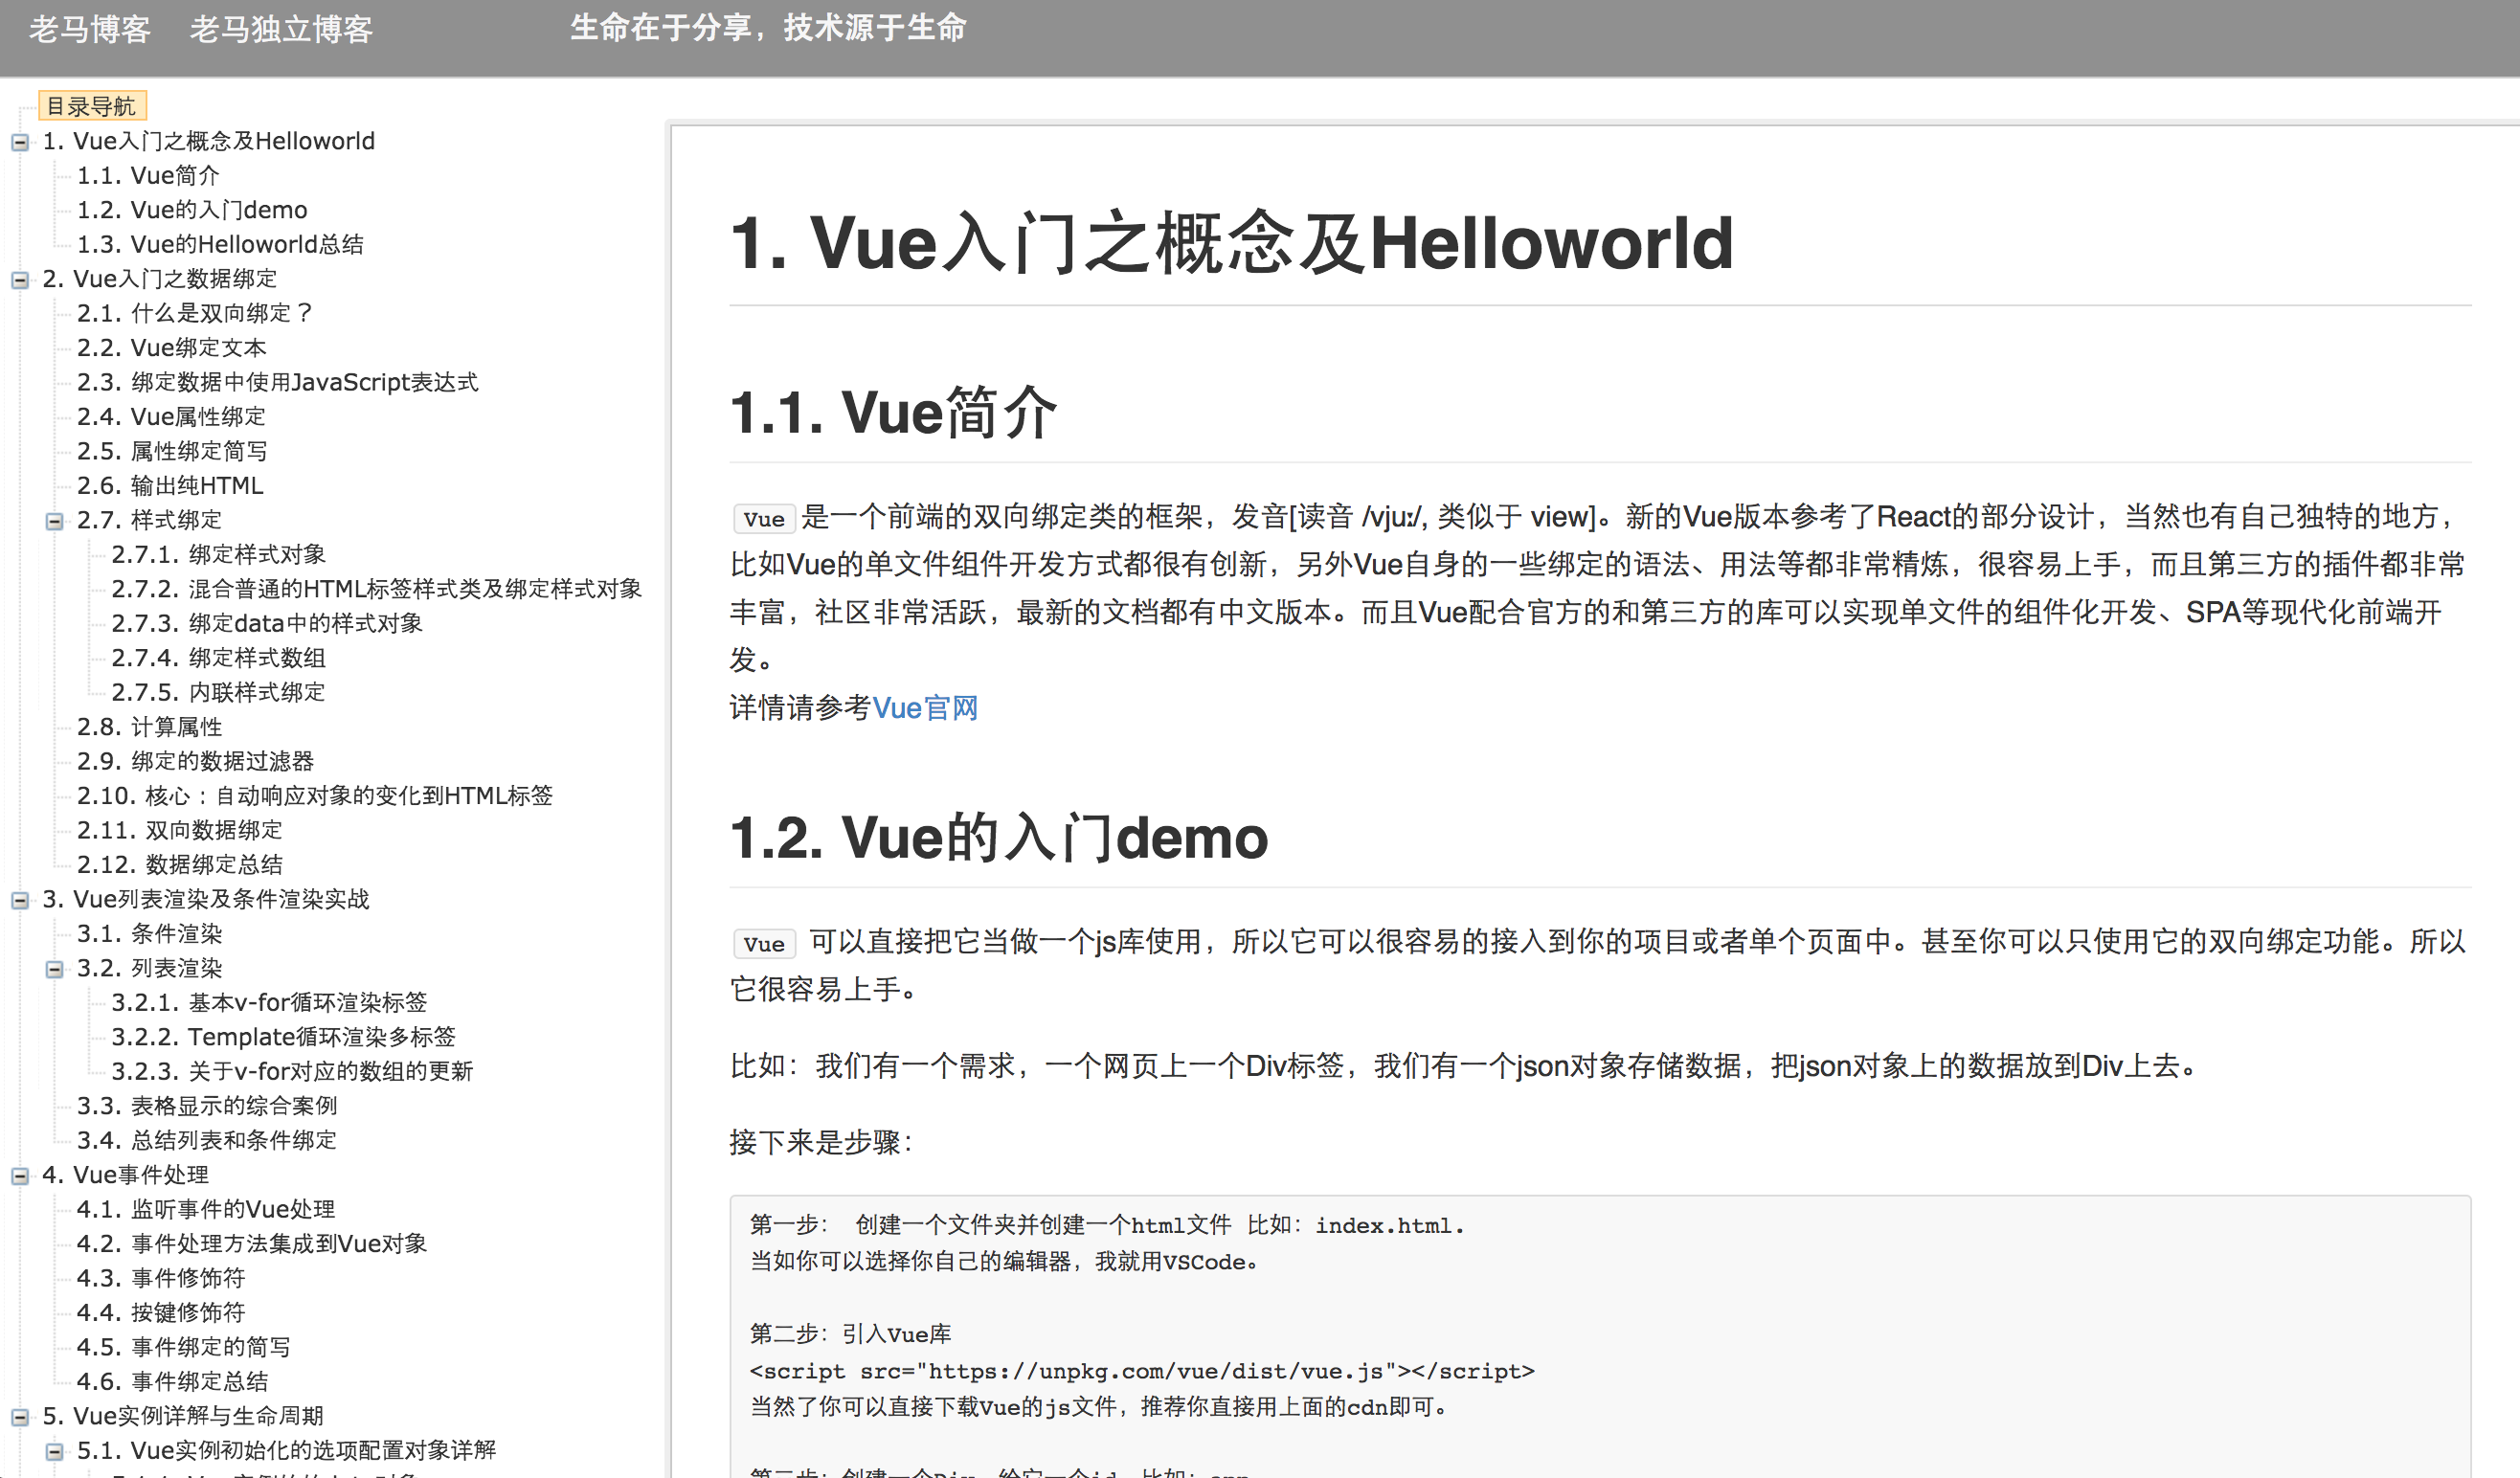 老马博客 老马独立博客 生命在于分享，技术源于生命
目录导航
1. Vue入门之概念及Helloworld
1.1. Vue简介
1.2. Vue的入门demo
1.3. Vue的Helloworld总结
2. Vue入门之数据绑定
2.1. 什么是双向绑定？
2.2. Vue绑定文本
2.3. 绑定数据中使用JavaScript表达式
2.4. Vue属性绑定
2.5. 属性绑定简写
2.6. 输出纯HTML
2.7. 样式绑定
2.7.1. 绑定样式对象
2.7.2. 混合普通的HTML标签样式类及绑定样式对象
2.7.3. 绑定data中的样式对象
2.7.4. 绑定样式数组
2.7.5. 内联样式绑定
2.8. 计算属性
2.9. 绑定的数据过滤器
2.10. 核心：自动响应对象的变化到HTML标签
2.11. 双向数据绑定
2.12. 数据绑定总结
3. Vue列表渲染及条件渲染实战
3.1. 条件渲染
3.2. 列表渲染
3.2.1. 基本v-for循环渲染标签
3.2.2. Template循环渲染多标签
3.2.3. 关于v-for对应的数组的更新
3.3. 表格显示的综合案例
3.4. 总结列表和条件绑定
4. Vue事件处理
4.1. 监听事件的Vue处理
4.2. 事件处理方法集成到Vue对象
4.3. 事件修饰符
4.4. 按键修饰符
4.5. 事件绑定的简写
4.6. 事件绑定总结
5. Vue实例详解与生命周期
5.1. Vue实例初始化的选项配置对象详解
1. Vue入门之概念及Helloworld
1.1. Vue简介
Vue是一个前端的双向绑定类的框架，发音[读音 /vjuː/, 类似于 view]。新的Vue版本参考了React的部分设计，当然也有自己独特的地方，
比如Vue的单文件组件开发方式都很有创新，另外Vue自身的一些绑定的语法、用法等都非常精炼，很容易上手，而且第三方的插件都非常
丰富，社区非常活跃，最新的文档都有中文版本。而且Vue配合官方的和第三方的库可以实现单文件的组件化开发、SPA等现代化前端开
发。
详情请参考Vue官网
1.2. Vue的入门demo
Vue 可以直接把它当做一个js库使用，所以它可以很容易的接入到你的项目或者单个页面中。甚至你可以只使用它的双向绑定功能。所以
它很容易上手。
比如：我们有一个需求，一个网页上一个Div标签，我们有一个json对象存储数据，把json对象上的数据放到Div上去。
接下来是步骤：
第一步： 创建一个文件夹并创建一个html文件 比如：index.html.
当如你可以选择你自己的编辑器，我就用VSCode。
第二步：引入Vue库
&lt;script src="https://unpkg.com/vue/dist/vue.js"&gt;&lt;/script&gt;
当然了你可以直接下载Vue的js文件，推荐你直接用上面的cdn即可。